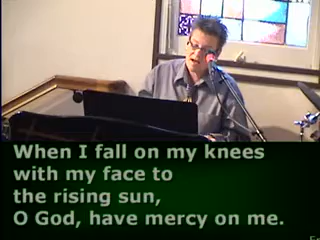 When I fall on my knees
with my face to
the rising sun,
O God, have mercy on me.